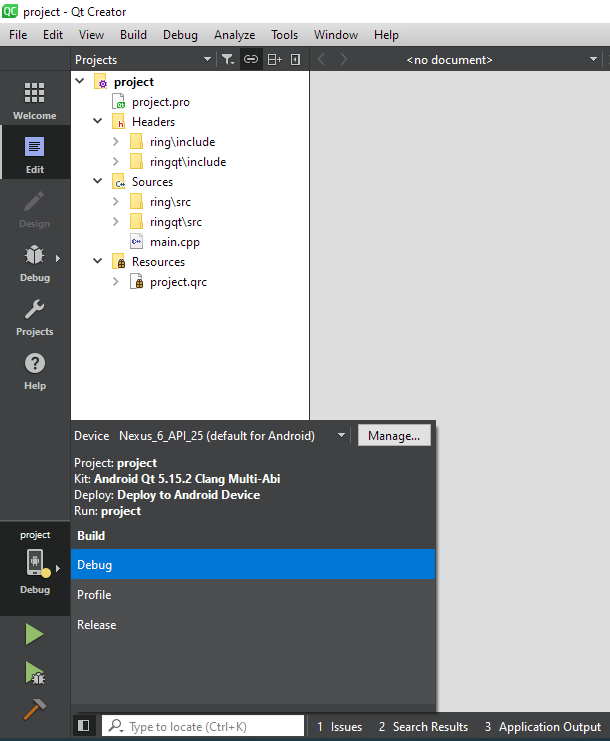 QC project - Qt Creator
File Edit View Build Debug Analyze Tools Window Help
Projects <no document>
Welcome
Edit
Design
Debug
Projects
Help
project
project.pro
Headers
ring\include
ringqt\include
Sources
ring\src
ringqt\src
main.cpp
Resources
project.qrc
Device Nexus_6_API_25 (default for Android) Manage...
Project: project
Kit: Android Qt 5.15.2 Clang Multi-Abi
Deploy: Deploy to Android Device
Run: project
Build
Debug
Profile
Release
project
Debug
Type to locate (Ctrl+K) 1 Issues 2 Search Results 3 Application Output